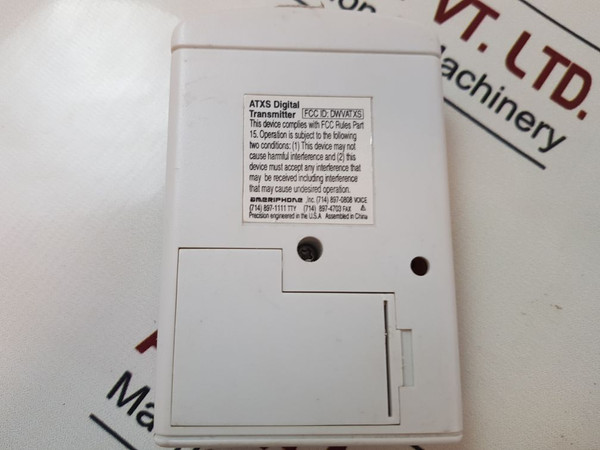 VT. LTD.
Machinery
ATXS Digital
Transmitter FCC ID: DWVATXS
This device complies with FCC Rules Part
15. Operation is subject to the following
two conditions: (1) This device may not
cause harmful interference and (2) this
device must accept any interference that
may be received including interference
that may cause undesired operation.
AMERIPHONE, Inc. (714) 897-0808 VOICE
(714) 897-1111 TTY (714) 897-4703 FAX
Precision engineered in the U.S.A Assembled in China